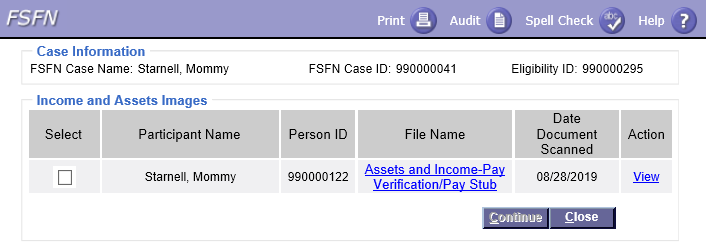 FSFN Print Audit Spell Check abc Help ?
Case Information
FSFN Case Name: Starnell, Mommy FSFN Case ID: 990000041 Eligibility ID: 990000295
Income and Assets Images
Select Participant Name Person ID File Name Date Document Scanned Action
Starnell, Mommy 990000122 Assets and Income-Pay Verification/Pay Stub 08/28/2019 View
Continue Close